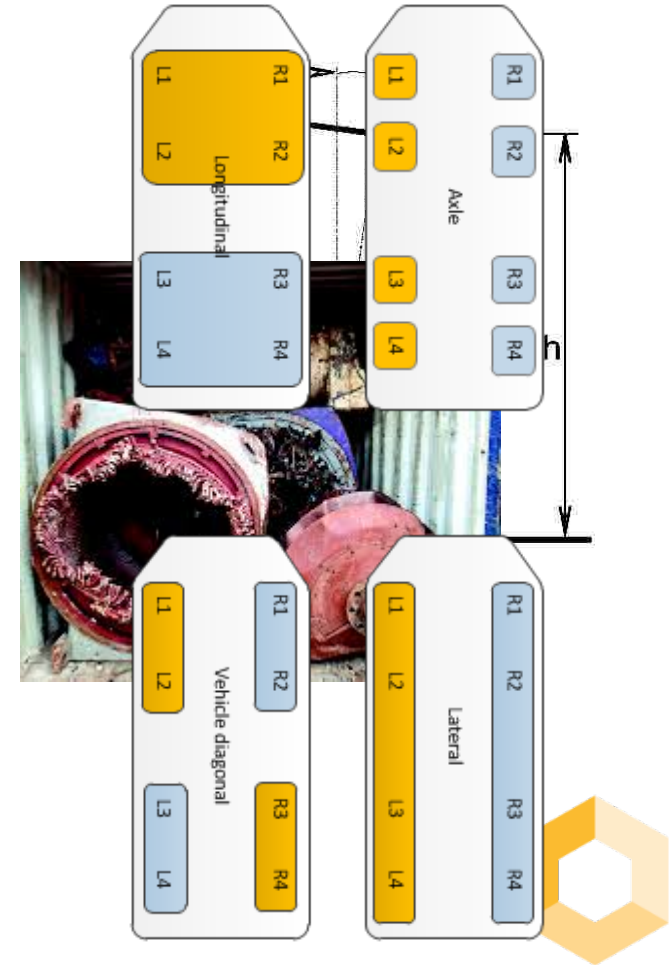 L1 R1
L2 R2
Longitudinal
L3 R3
L4 R4
L1 R1
L2 R2
Axle
L3 R3
L4 R4
h
L1 R1
L2 R2
Vehicle diagonal
L3 R3
L4 R4
L1 R1
L2 R2
Lateral
L3 R3
L4 R4